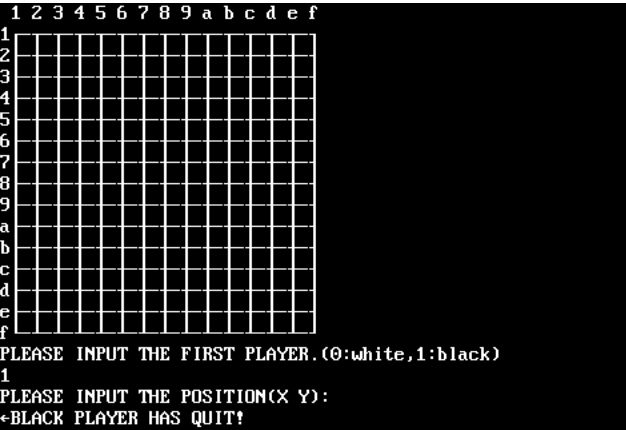 1 2 3 4 5 6 7 8 9 a b c d e f
1
2
3
4
5
6
7
8
9
a
b
c
d
e
f
PLEASE INPUT THE FIRST PLAYER.(0:white,1:black)
1
PLEASE INPUT THE POSITION(X Y):
←BLACK PLAYER HAS QUIT!